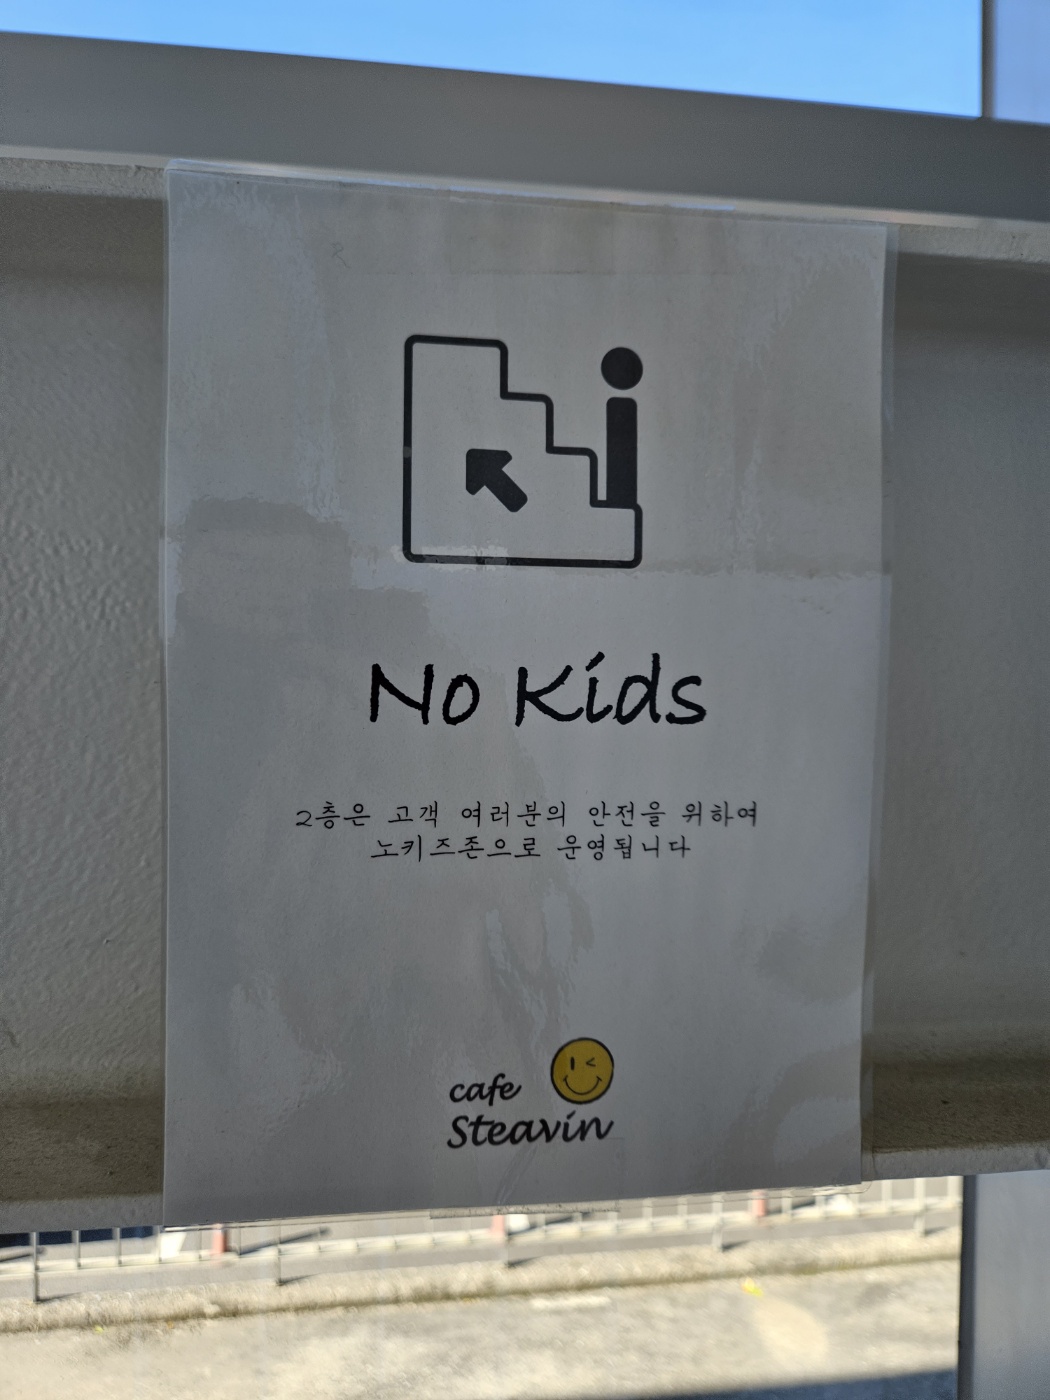 No Kids
2층은 고객 여러분의 안전을 위하여
노키즈존으로 운영됩니다
cafe
Steavin